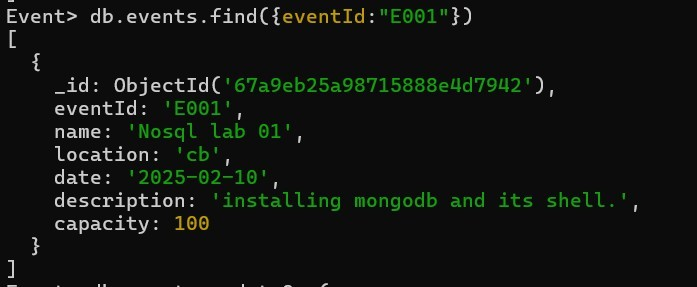 Event> db.events.find({eventId:"E001"})
[
  {
    _id: ObjectId('67a9eb25a98715888e4d7942'),
    eventId: 'E001',
    name: 'Nosql lab 01',
    location: 'cb',
    date: '2025-02-10',
    description: 'installing mongodb and its shell.',
    capacity: 100
  }
]